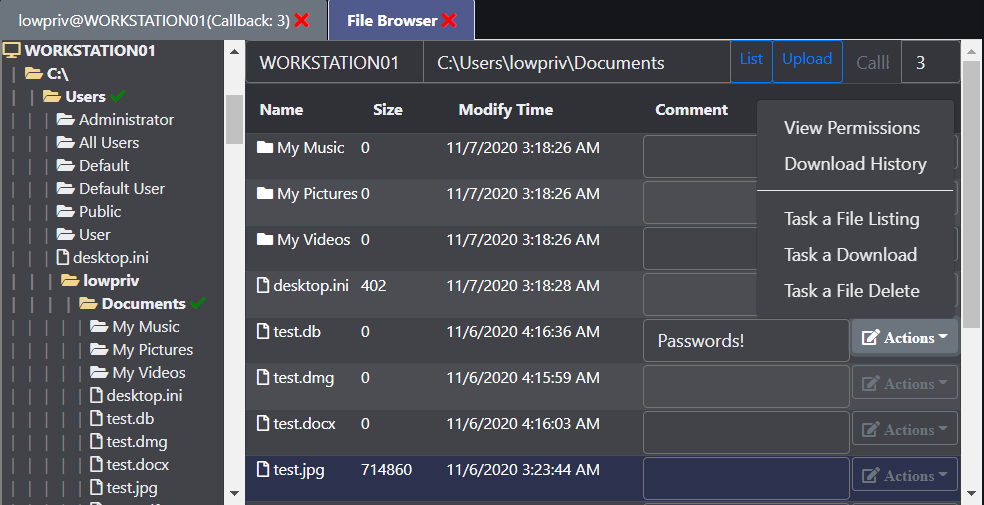 lowpriv@WORKSTATION01(Callback: 3)
File Browser
WORKSTATION01
C:\
Users
Administrator
All Users
Default
Default User
Public
User
desktop.ini
lowpriv
Documents
My Music
My Pictures
My Videos
desktop.ini
test.db
test.dmg
test.docx
test.jpg
WORKSTATION01 C:\Users\lowpriv\Documents List Upload Callb 3
Name Size Modify Time Comment
My Music 0 11/7/2020 3:18:26 AM
My Pictures 0 11/7/2020 3:18:26 AM
My Videos 0 11/7/2020 3:18:26 AM
desktop.ini 402 11/7/2020 3:18:28 AM
test.db 0 11/6/2020 4:16:36 AM Passwords! Actions
test.dmg 0 11/6/2020 4:15:59 AM Actions
test.docx 0 11/6/2020 4:16:03 AM Actions
test.jpg 714860 11/6/2020 3:23:44 AM Actions
View Permissions
Download History
Task a File Listing
Task a Download
Task a File Delete